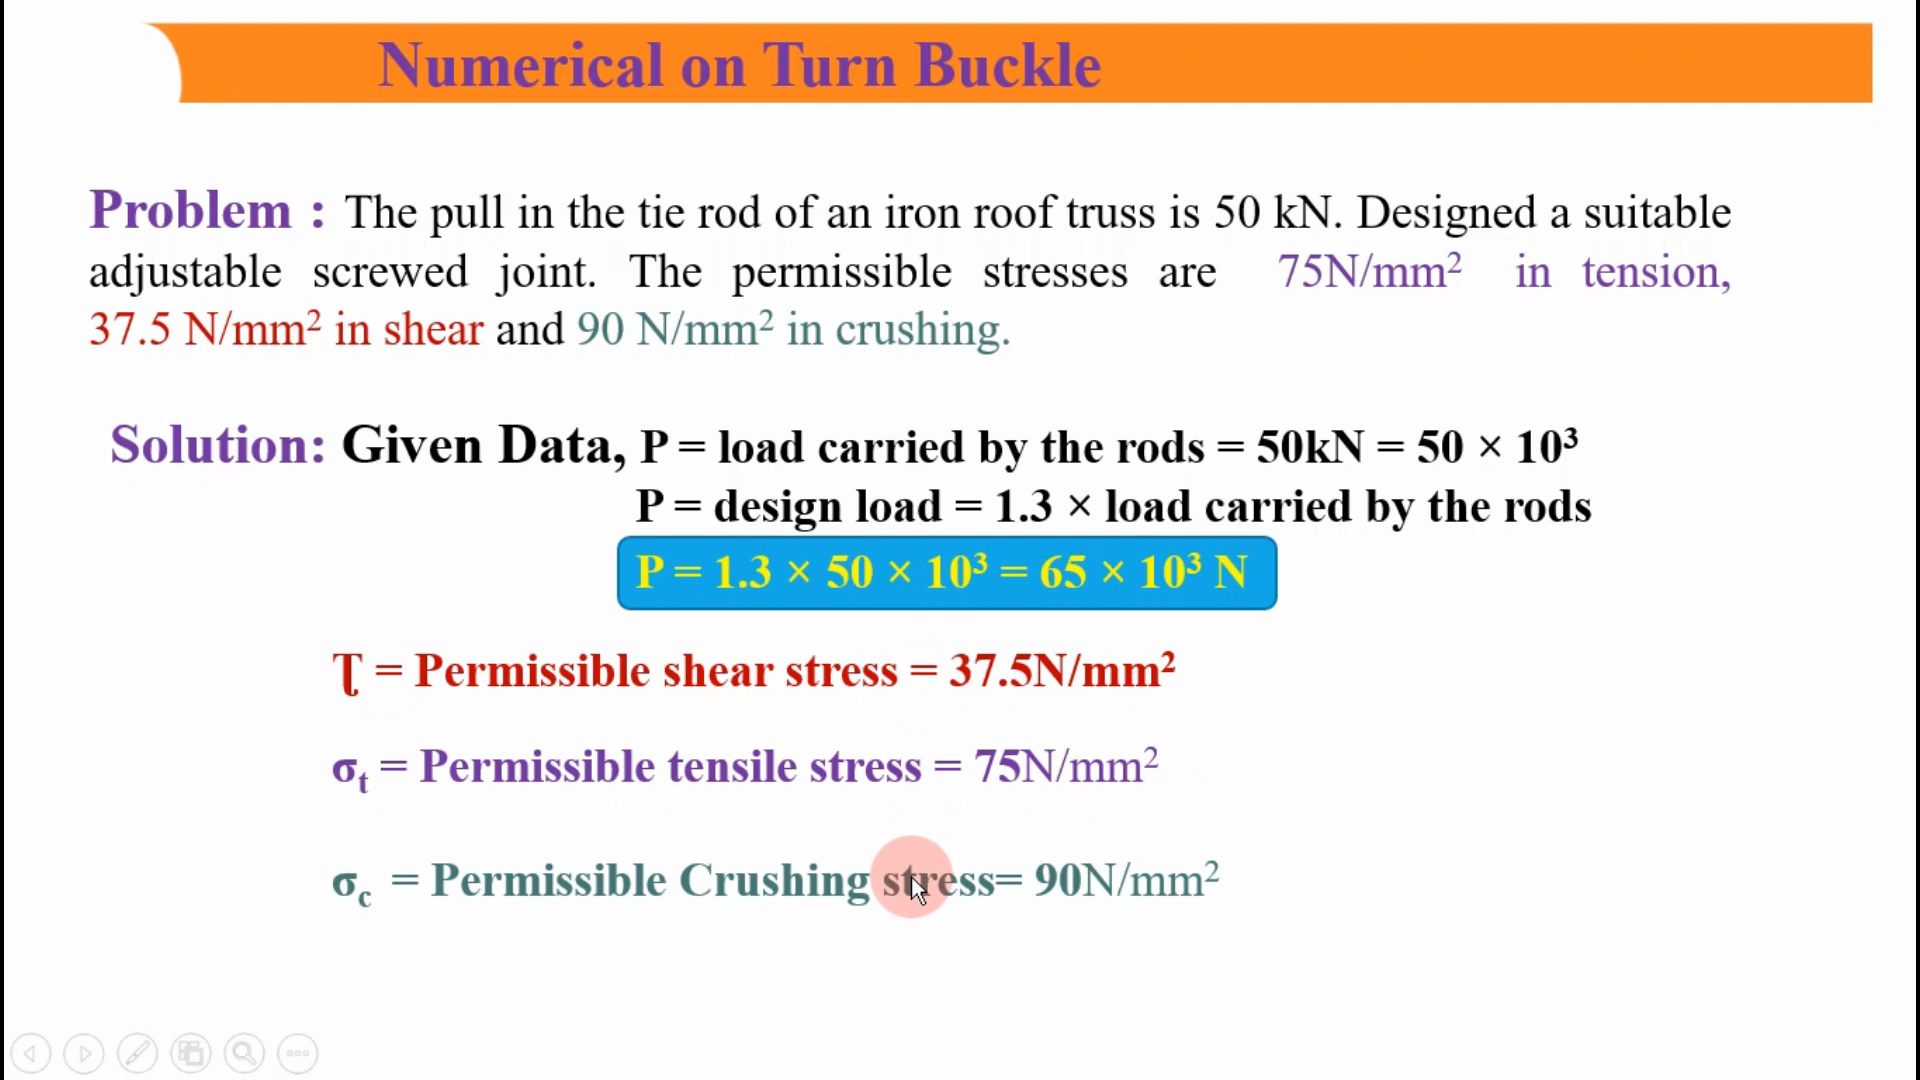 Numerical on Turn Buckle
Problem : The pull in the tie rod of an iron roof truss is 50 kN. Designed a suitable
adjustable screwed joint. The permissible stresses are 75N/mm² in tension,
37.5 N/mm² in shear and 90 N/mm² in crushing.
Solution: Given Data, P = load carried by the rods = 50kN = 50 × 10³
P = design load = 1.3 × load carried by the rods
P = 1.3 × 50 × 10³ = 65 × 10³ N
Ʈ = Permissible shear stress = 37.5N/mm²
σt = Permissible tensile stress = 75N/mm²
σc = Permissible Crushing stress= 90N/mm²